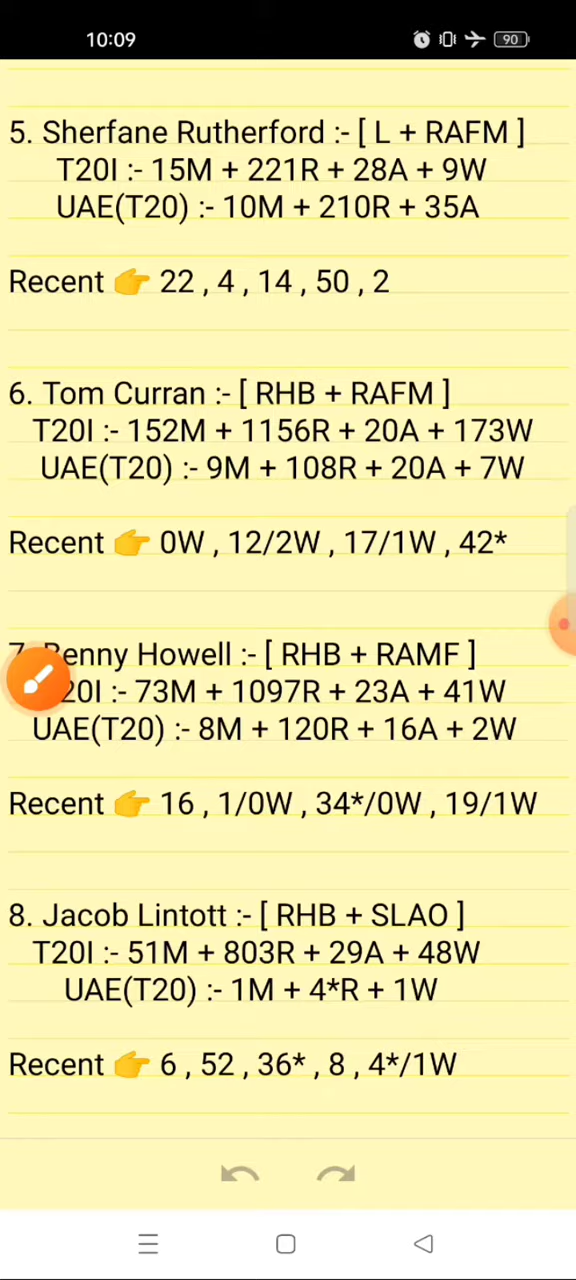 10:09
90
5. Sherfane Rutherford :- [ L + RAFM ]
T20I :- 15M + 221R + 28A + 9W
UAE(T20) :- 10M + 210R + 35A
Recent 👉 22 , 4 , 14 , 50 , 2
6. Tom Curran :- [ RHB + RAFM ]
T20I :- 152M + 1156R + 20A + 173W
UAE(T20) :- 9M + 108R + 20A + 7W
Recent 👉 0W , 12/2W , 17/1W , 42*
7. Benny Howell :- [ RHB + RAMF ]
20I :- 73M + 1097R + 23A + 41W
UAE(T20) :- 8M + 120R + 16A + 2W
Recent 👉 16 , 1/0W , 34*/0W , 19/1W
8. Jacob Lintott :- [ RHB + SLAO ]
T20I :- 51M + 803R + 29A + 48W
UAE(T20) :- 1M + 4*R + 1W
Recent 👉 6 , 52 , 36* , 8 , 4*/1W